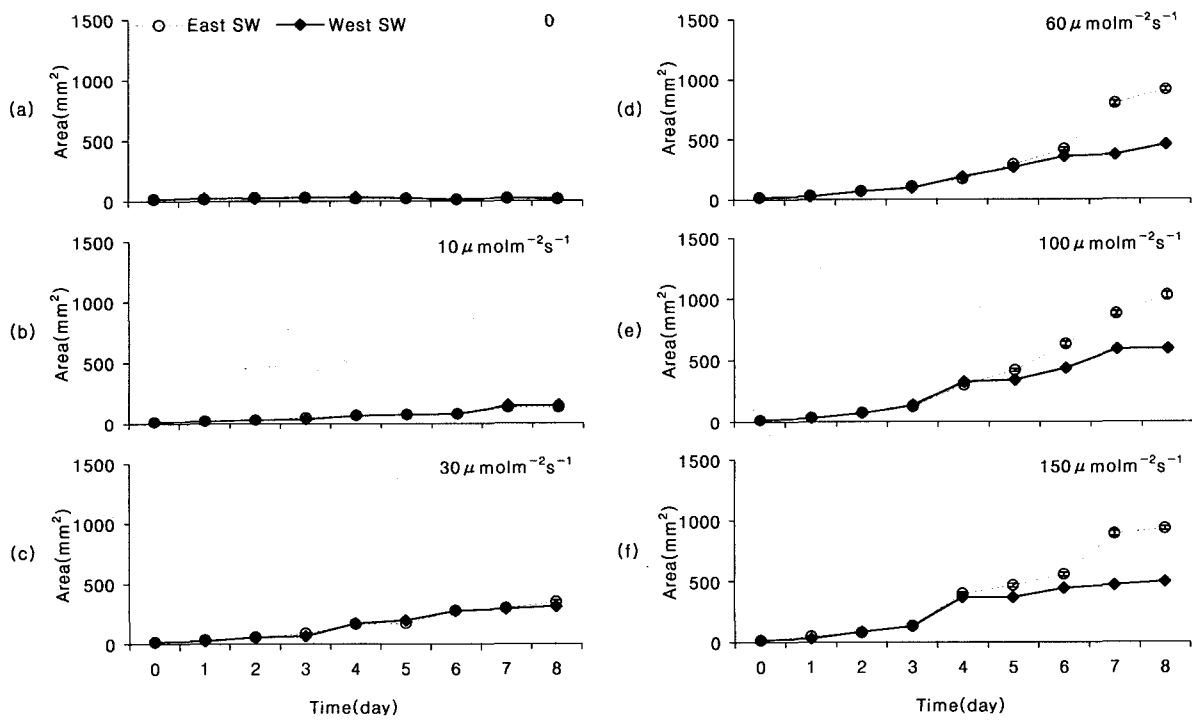 (a)
Area(mm²)
1500
1000
500
0
East SW West SW 0
(b)
Area(mm²)
1500
1000
500
0
10 μ molm⁻²s⁻¹
(c)
Area(mm²)
1500
1000
500
0
30 μ molm⁻²s⁻¹
0 1 2 3 4 5 6 7 8
Time(day)
(d)
Area(mm²)
1500
1000
500
0
60 μ molm⁻²s⁻¹
(e)
Area(mm²)
1500
1000
500
0
100 μ molm⁻²s⁻¹
(f)
Area(mm²)
1500
1000
500
0
150 μ molm⁻²s⁻¹
0 1 2 3 4 5 6 7 8
Time(day)